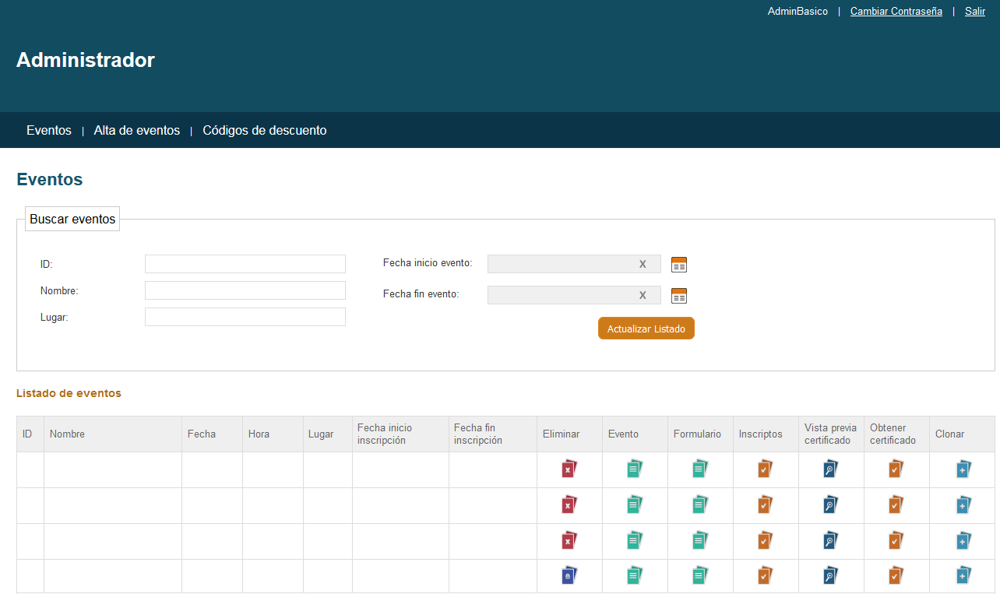 AdminBasico | Cambiar Contraseña | Salir
Administrador
Eventos | Alta de eventos | Códigos de descuento
Eventos
Buscar eventos
ID:
Nombre:
Lugar:
Fecha inicio evento: X
Fecha fin evento: X
Actualizar Listado
Listado de eventos
ID Nombre Fecha Hora Lugar Fecha inicio inscripción Fecha fin inscripción Eliminar Evento Formulario Inscriptos Vista previa certificado Obtener certificado Clonar